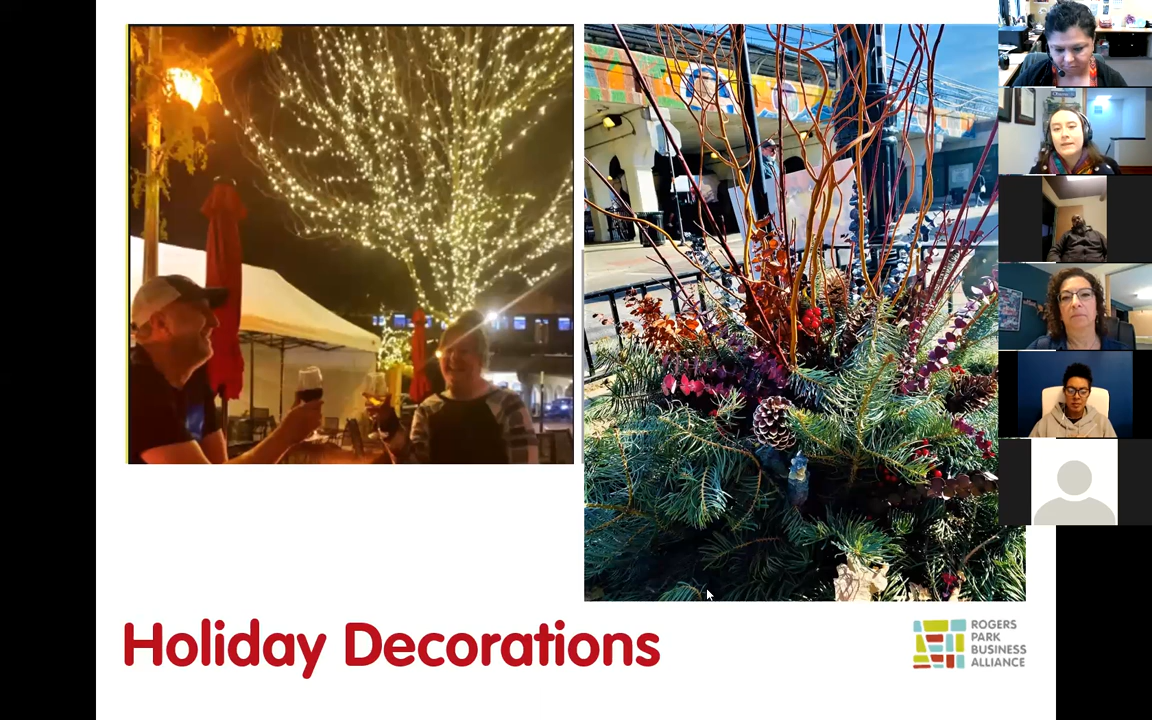 Holiday Decorations
ROGERS
PARK
BUSINESS
ALLIANCE